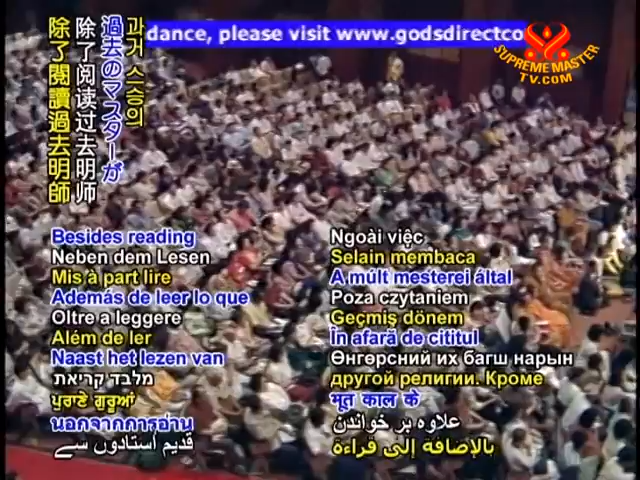 dance, please visit www.godsdirectco
SUPREME MASTER
TV.COM
과거 스승의
過去のマスターが
除了阅读过去明师
除了閱讀過去明師
Besides reading
Neben dem Lesen
Mis à part lire
Además de leer lo que
Oltre a leggere
Além de ler
Naast het lezen van
מלבד קריאת
ਪੁਰਾਣੇ ਗੁਰੂਆਂ
นอกจากการอ่าน
قدیم استادوں سے
Ngoài việc
Selain membaca
A múlt mesterei által
Poza czytaniem
Geçmiş dönem
În afară de cititul
Өнгөрсний их багш нарын
другой религии. Кроме
भूत काल के
علاوه بر خواندن
بالإضافة إلى قراءة